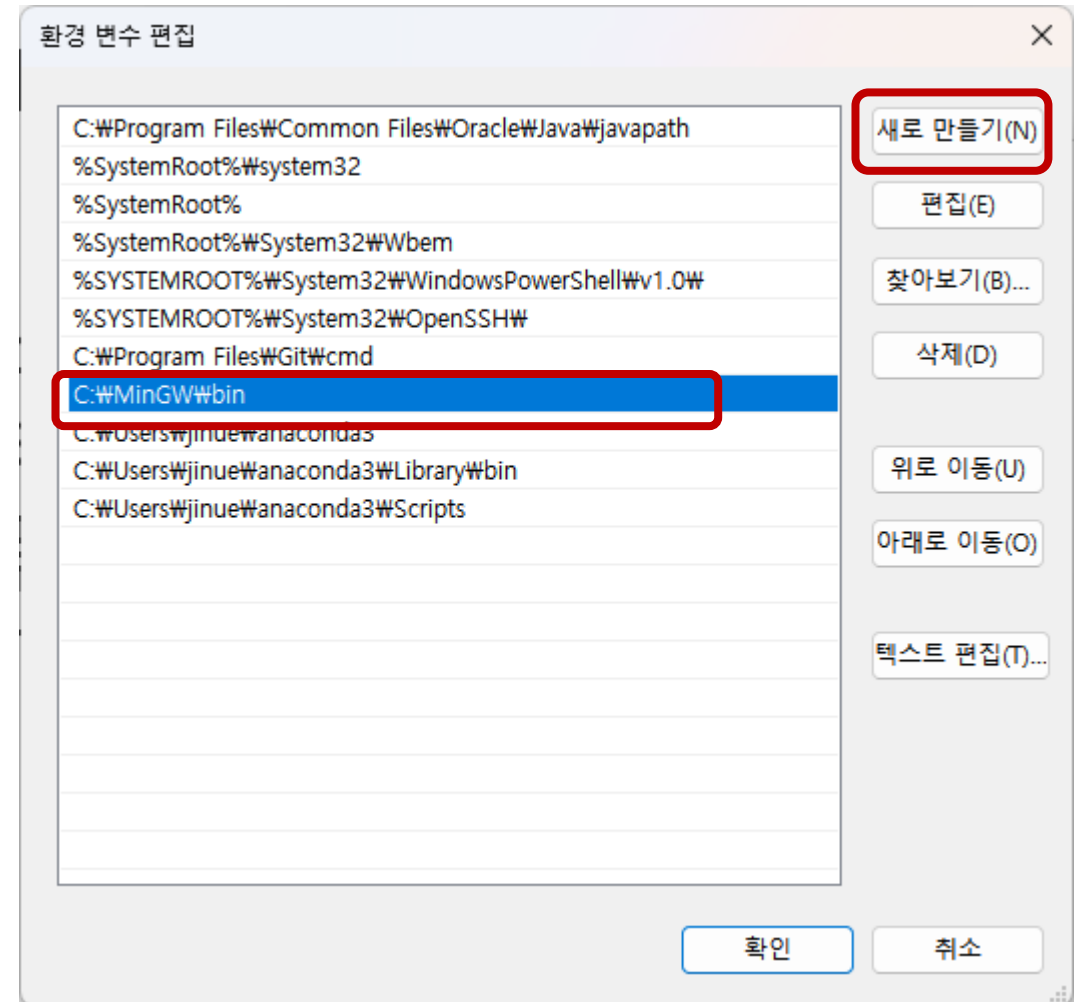 환경 변수 편집
C:₩Program Files₩Common Files₩Oracle₩Java₩javapath
%SystemRoot%₩system32
%SystemRoot%
%SystemRoot%₩System32₩Wbem
%SYSTEMROOT%₩System32₩WindowsPowerShell₩v1.0₩
%SYSTEMROOT%₩System32₩OpenSSH₩
C:₩Program Files₩Git₩cmd
C:₩MinGW₩bin
C:₩Users₩jinue₩anaconda3
C:₩Users₩jinue₩anaconda3₩Library₩bin
C:₩Users₩jinue₩anaconda3₩Scripts
새로 만들기(N)
편집(E)
찾아보기(B)...
삭제(D)
위로 이동(U)
아래로 이동(O)
텍스트 편집(T)...
확인
취소